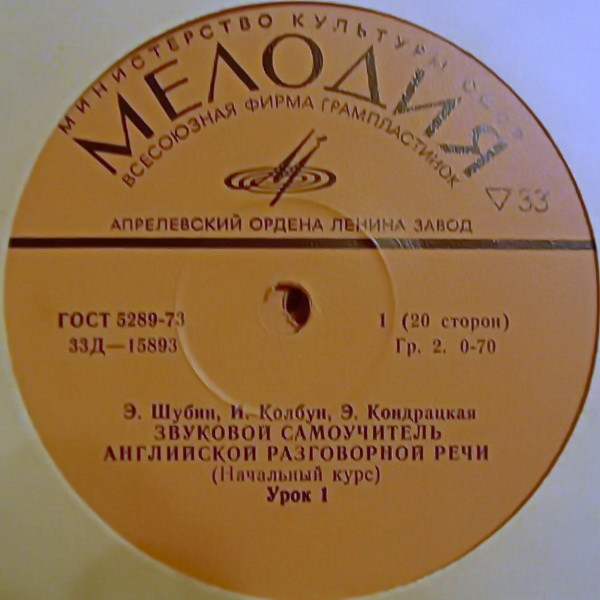 МИНИСТЕРСТВО КУЛЬТУРЫ СССР
МЕЛОДИЯ
ВСЕСОЮЗНАЯ ФИРМА ГРАМПЛАСТИНОК
▽33
АПРЕЛЕВСКИЙ ОРДЕНА ЛЕНИНА ЗАВОД
ГОСТ 5289-73
33Д—15893
1 (20 сторон)
Гр. 2. 0-70
Э. Шубин, И. Колбун, Э. Кондрацкая
ЗВУКОВОЙ САМОУЧИТЕЛЬ
АНГЛИЙСКОЙ РАЗГОВОРНОЙ РЕЧИ
(Начальный курс)
Урок 1